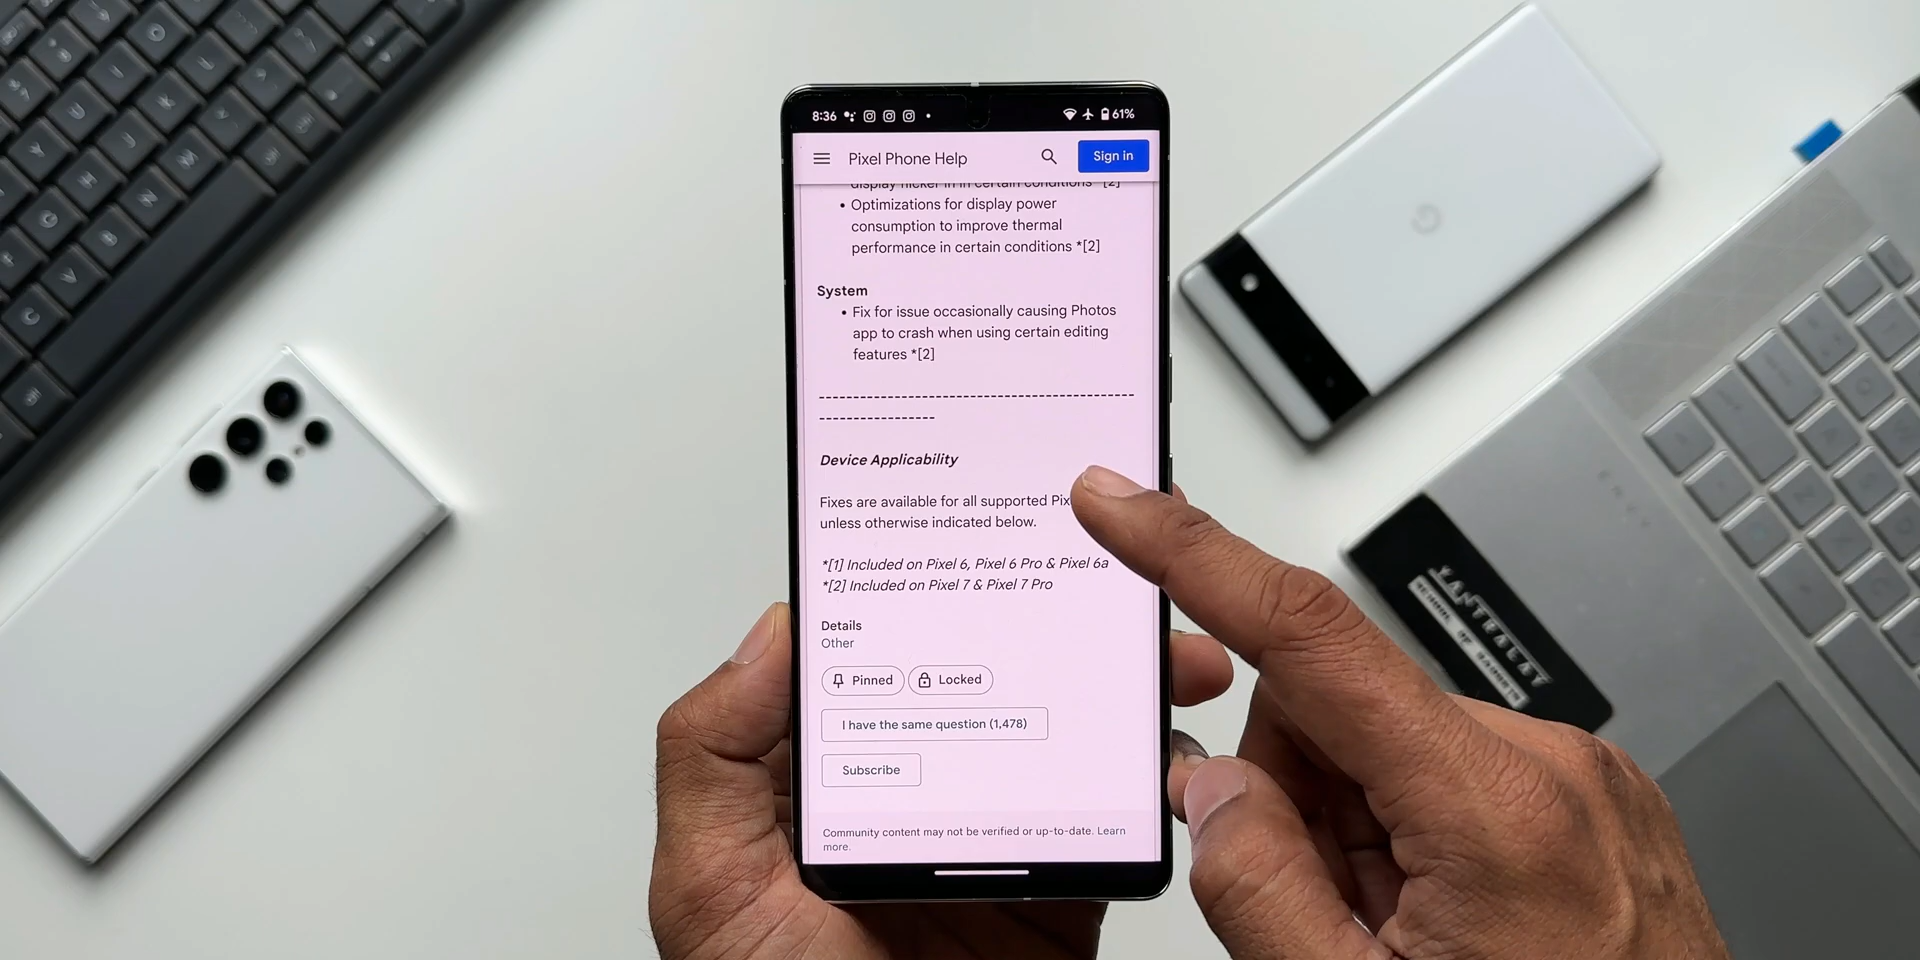 8:36
61%
Pixel Phone Help
Sign in
in certain conditions *[2]
• Optimizations for display power
consumption to improve thermal
performance in certain conditions *[2]
System
• Fix for issue occasionally causing Photos
app to crash when using certain editing
features *[2]
----------------------------------------------
-----------------
Device Applicability
Fixes are available for all supported Pix
unless otherwise indicated below.
*[1] Included on Pixel 6, Pixel 6 Pro & Pixel 6a
*[2] Included on Pixel 7 & Pixel 7 Pro
Details
Other
Pinned
Locked
I have the same question (1,478)
Subscribe
Community content may not be verified or up-to-date. Learn
more.